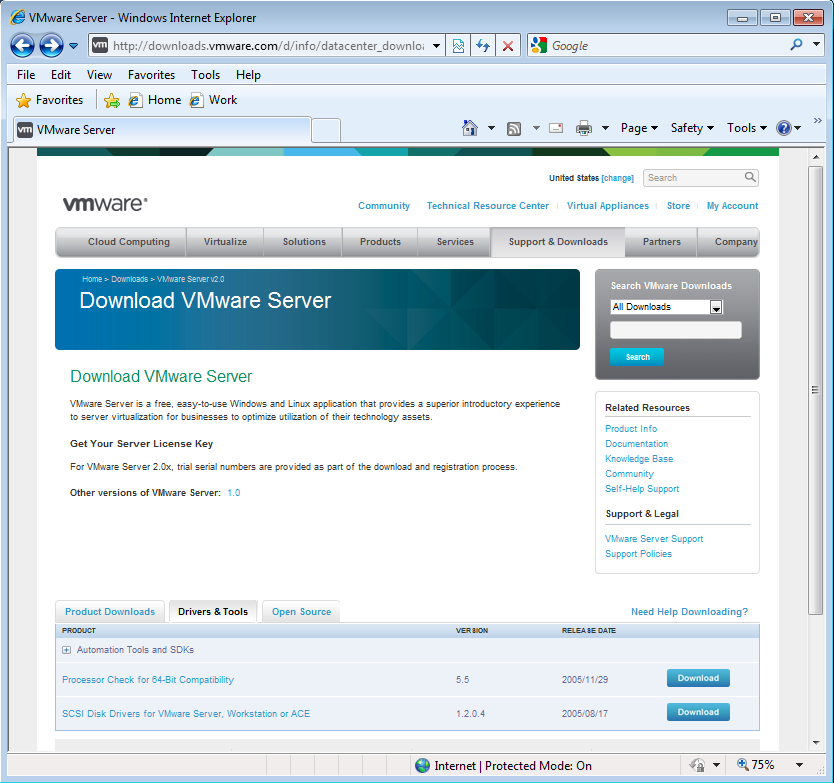 VMware Server - Windows Internet Explorer
vm http://downloads.vmware.com/d/info/datacenter_downloa Google
File Edit View Favorites Tools Help
Favorites Home Work
vm VMware Server Page Safety Tools »
United States [change] Search
vmware®
Community Technical Resource Center Virtual Appliances Store My Account
Cloud Computing Virtualize Solutions Products Services Support & Downloads Partners Company
Home > Downloads > VMware Server v2.0
Download VMware Server
Search VMware Downloads
All Downloads
Search
Download VMware Server
VMware Server is a free, easy-to-use Windows and Linux application that provides a superior introductory experience
to server virtualization for businesses to optimize utilization of their technology assets.
Get Your Server License Key
For VMware Server 2.0x, trial serial numbers are provided as part of the download and registration process.
Other versions of VMware Server: 1.0
Related Resources
Product Info
Documentation
Knowledge Base
Community
Self-Help Support
Support & Legal
VMware Server Support
Support Policies
Product Downloads Drivers & Tools Open Source Need Help Downloading?
PRODUCT VERSION RELEASE DATE
Automation Tools and SDKs
Processor Check for 64-Bit Compatibility 5.5 2005/11/29 Download
SCSI Disk Drivers for VMware Server, Workstation or ACE 1.2.0.4 2005/08/17 Download
Internet | Protected Mode: On 75%